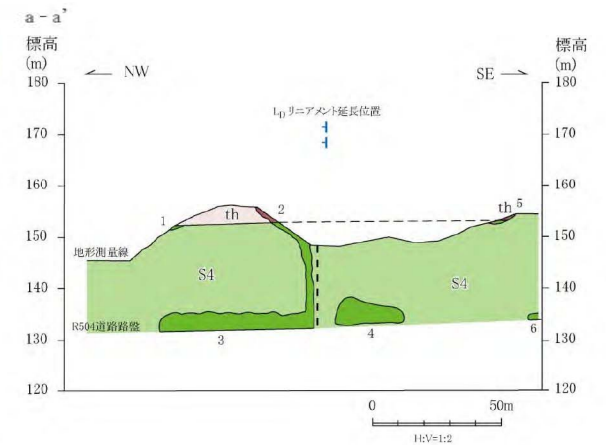 a－a’
標高
(m)
標高
(m)
← NW
SE →
180
180
LD リニアメント延長位置
170
170
160
160
1
th
2
th
5
150
150
地形測量線
S4
S4
140
140
R504道路路盤
130
130
3
4
6
120
120
0
50m
H:V=1:2